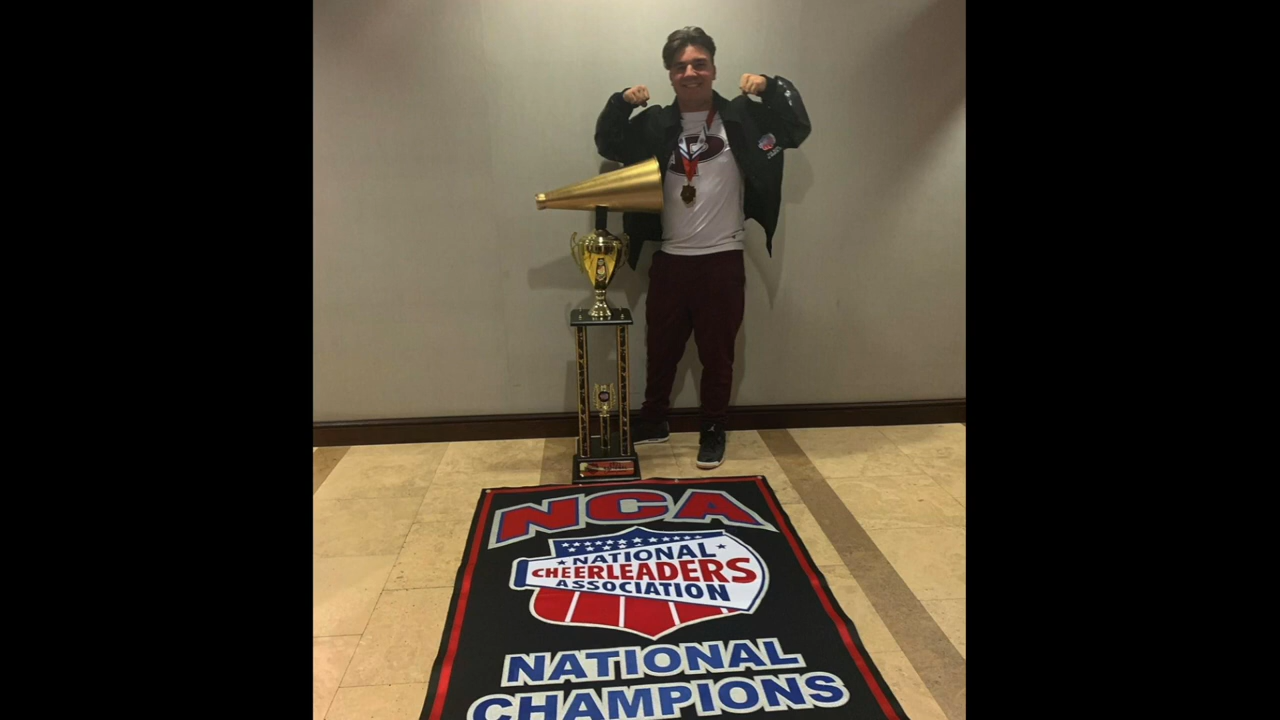 NCA
NATIONAL
CHEERLEADERS
ASSOCIATION
NATIONAL
CHAMPIONS